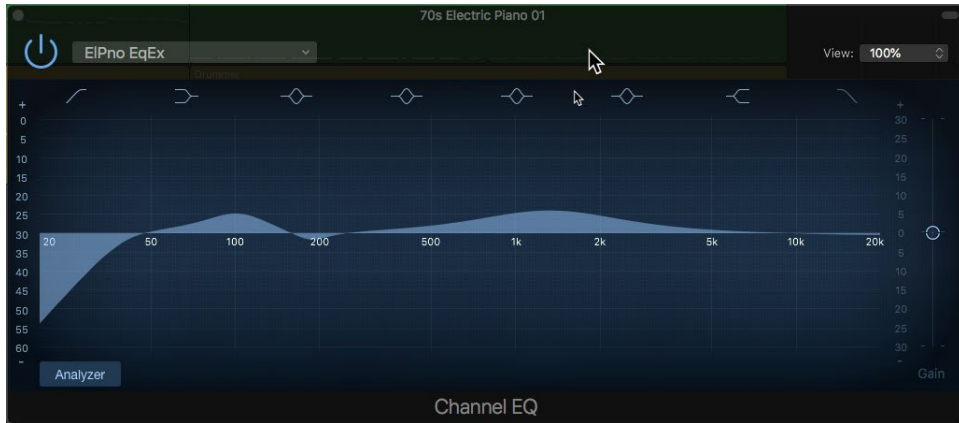 70s Electric Piano 01
ElPno EqEx
View: 100%
Drummer
+ +
0 30
5 25
10 20
15 15
20 10
25 5
30 0
20 50 100 200 500 1k 2k 5k 10k 20k
35 5
40 10
45 15
50 20
55 25
60 30
- -
Analyzer
Gain
Channel EQ